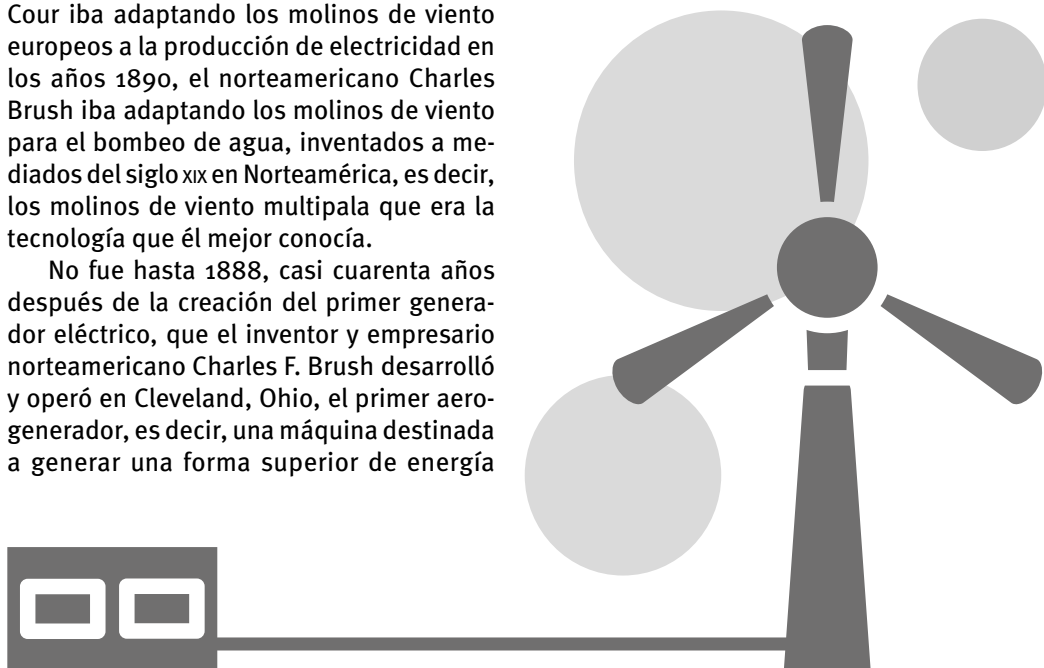 Cour iba adaptando los molinos de viento
europeos a la producción de electricidad en
los años 1890, el norteamericano Charles
Brush iba adaptando los molinos de viento
para el bombeo de agua, inventados a me-
diados del siglo XIX en Norteamérica, es decir,
los molinos de viento multipala que era la
tecnología que él mejor conocía.
No fue hasta 1888, casi cuarenta años
después de la creación del primer genera-
dor eléctrico, que el inventor y empresario
norteamericano Charles F. Brush desarrolló
y operó en Cleveland, Ohio, el primer aero-
generador, es decir, una máquina destinada
a generar una forma superior de energía